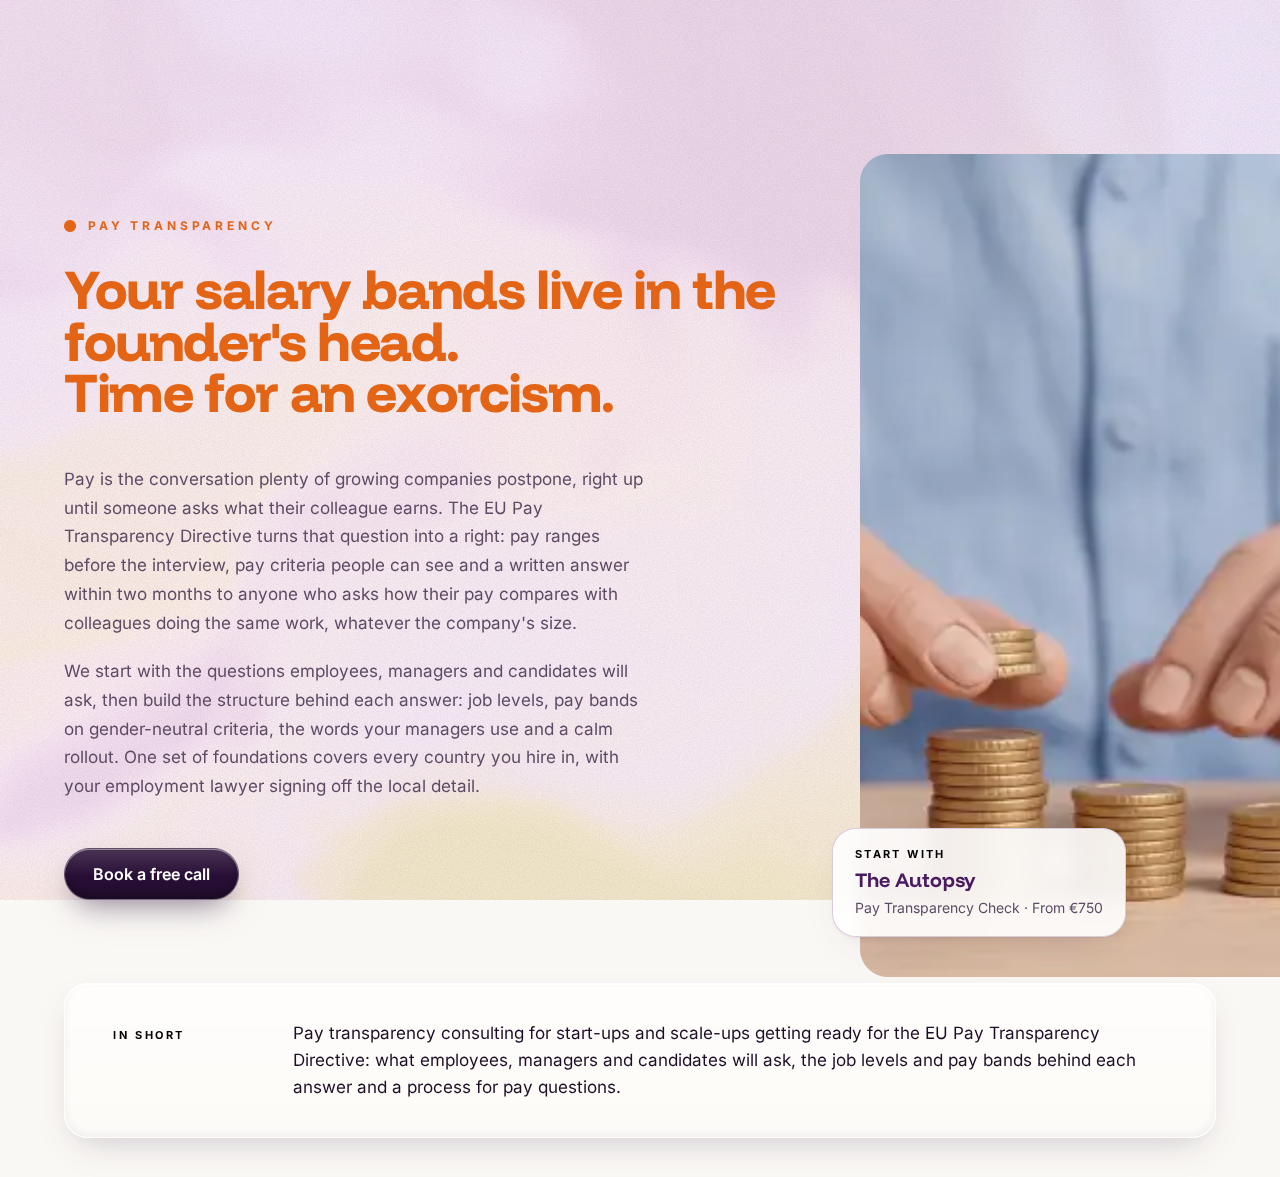 PAY TRANSPARENCY
Your salary bands live in the
founder's head.
Time for an exorcism.
Pay is the conversation plenty of growing companies postpone, right up
until someone asks what their colleague earns. The EU Pay
Transparency Directive turns that question into a right: pay ranges
before the interview, pay criteria people can see and a written answer
within two months to anyone who asks how their pay compares with
colleagues doing the same work, whatever the company's size.
We start with the questions employees, managers and candidates will
ask, then build the structure behind each answer: job levels, pay bands
on gender-neutral criteria, the words your managers use and a calm
rollout. One set of foundations covers every country you hire in, with
your employment lawyer signing off the local detail.
Book a free call
START WITH
The Autopsy
Pay Transparency Check · From €750
IN SHORT
Pay transparency consulting for start-ups and scale-ups getting ready for the EU Pay Transparency
Directive: what employees, managers and candidates will ask, the job levels and pay bands behind each
answer and a process for pay questions.